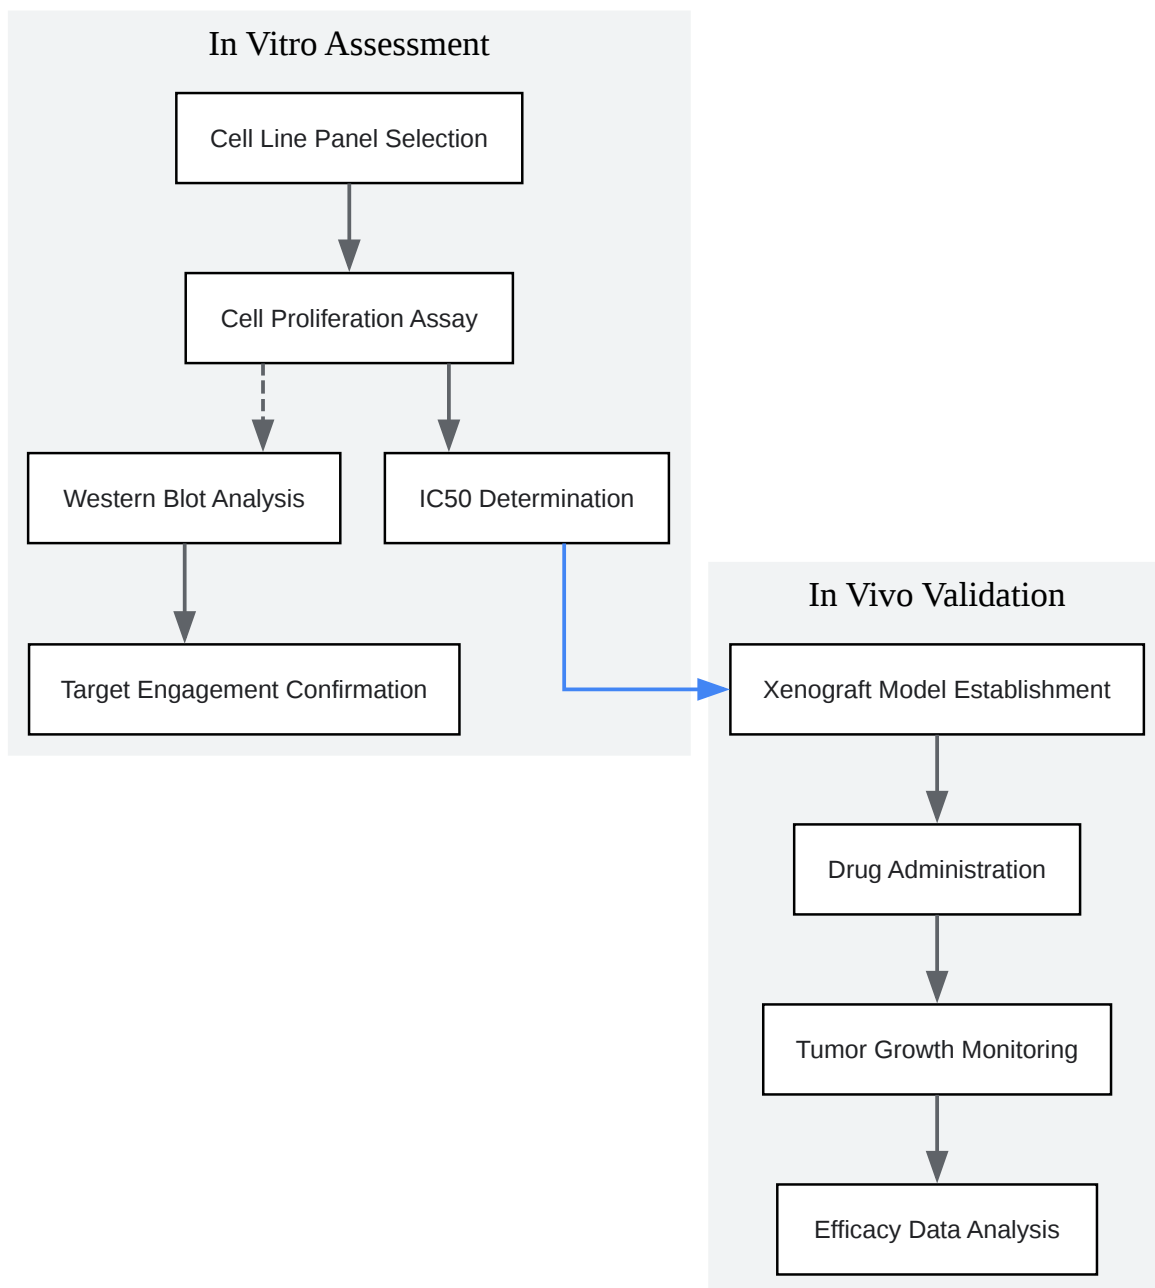 In Vitro Assessment
Cell Line Panel Selection
Cell Proliferation Assay
Western Blot Analysis
IC50 Determination
Target Engagement Confirmation
In Vivo Validation
Xenograft Model Establishment
Drug Administration
Tumor Growth Monitoring
Efficacy Data Analysis